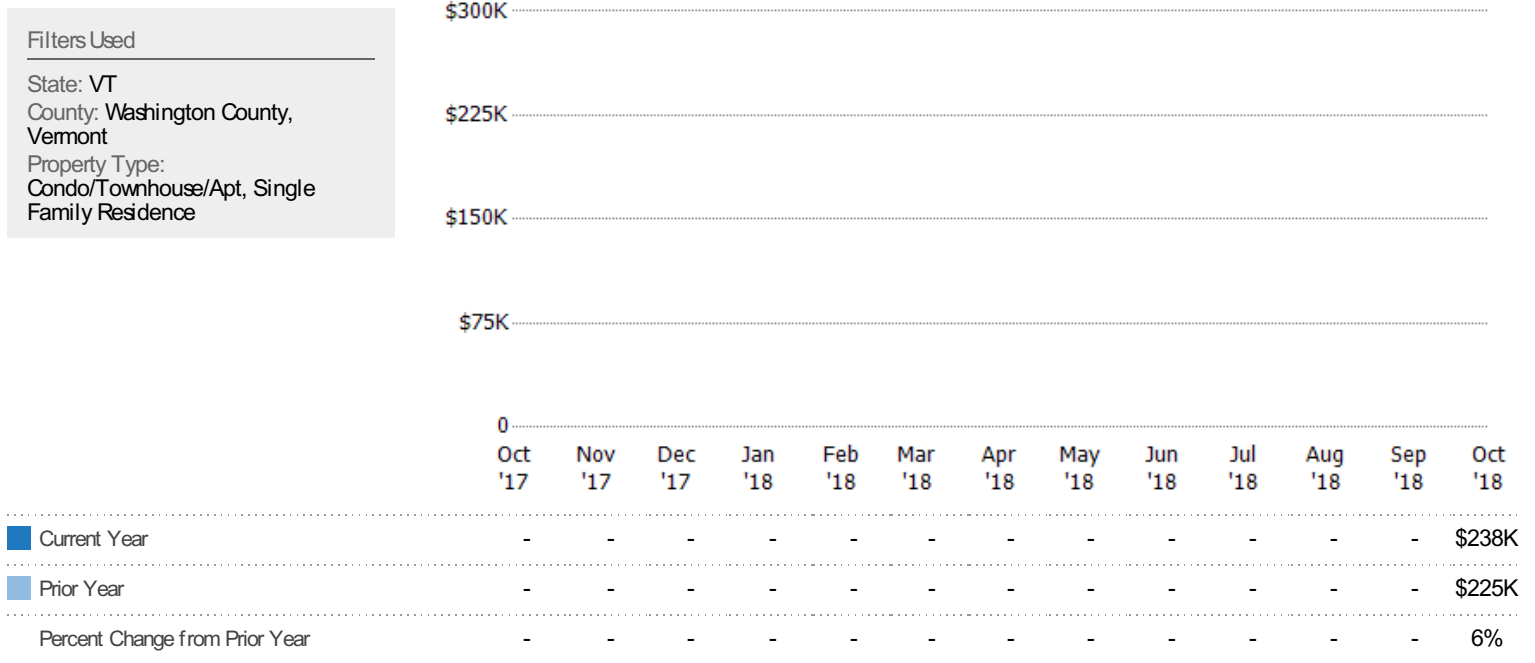 Filters Used
State: VT
County: Washington County,
Vermont
Property Type:
Condo/Townhouse/Apt, Single
Family Residence
$300K
$225K
$150K
$75K
0
Oct Nov Dec Jan Feb Mar Apr May Jun Jul Aug Sep Oct
'17 '17 '17 '18 '18 '18 '18 '18 '18 '18 '18 '18 '18
Current Year - - - - - - - - - - - - $238K
Prior Year - - - - - - - - - - - - $225K
Percent Change from Prior Year - - - - - - - - - - - - 6%